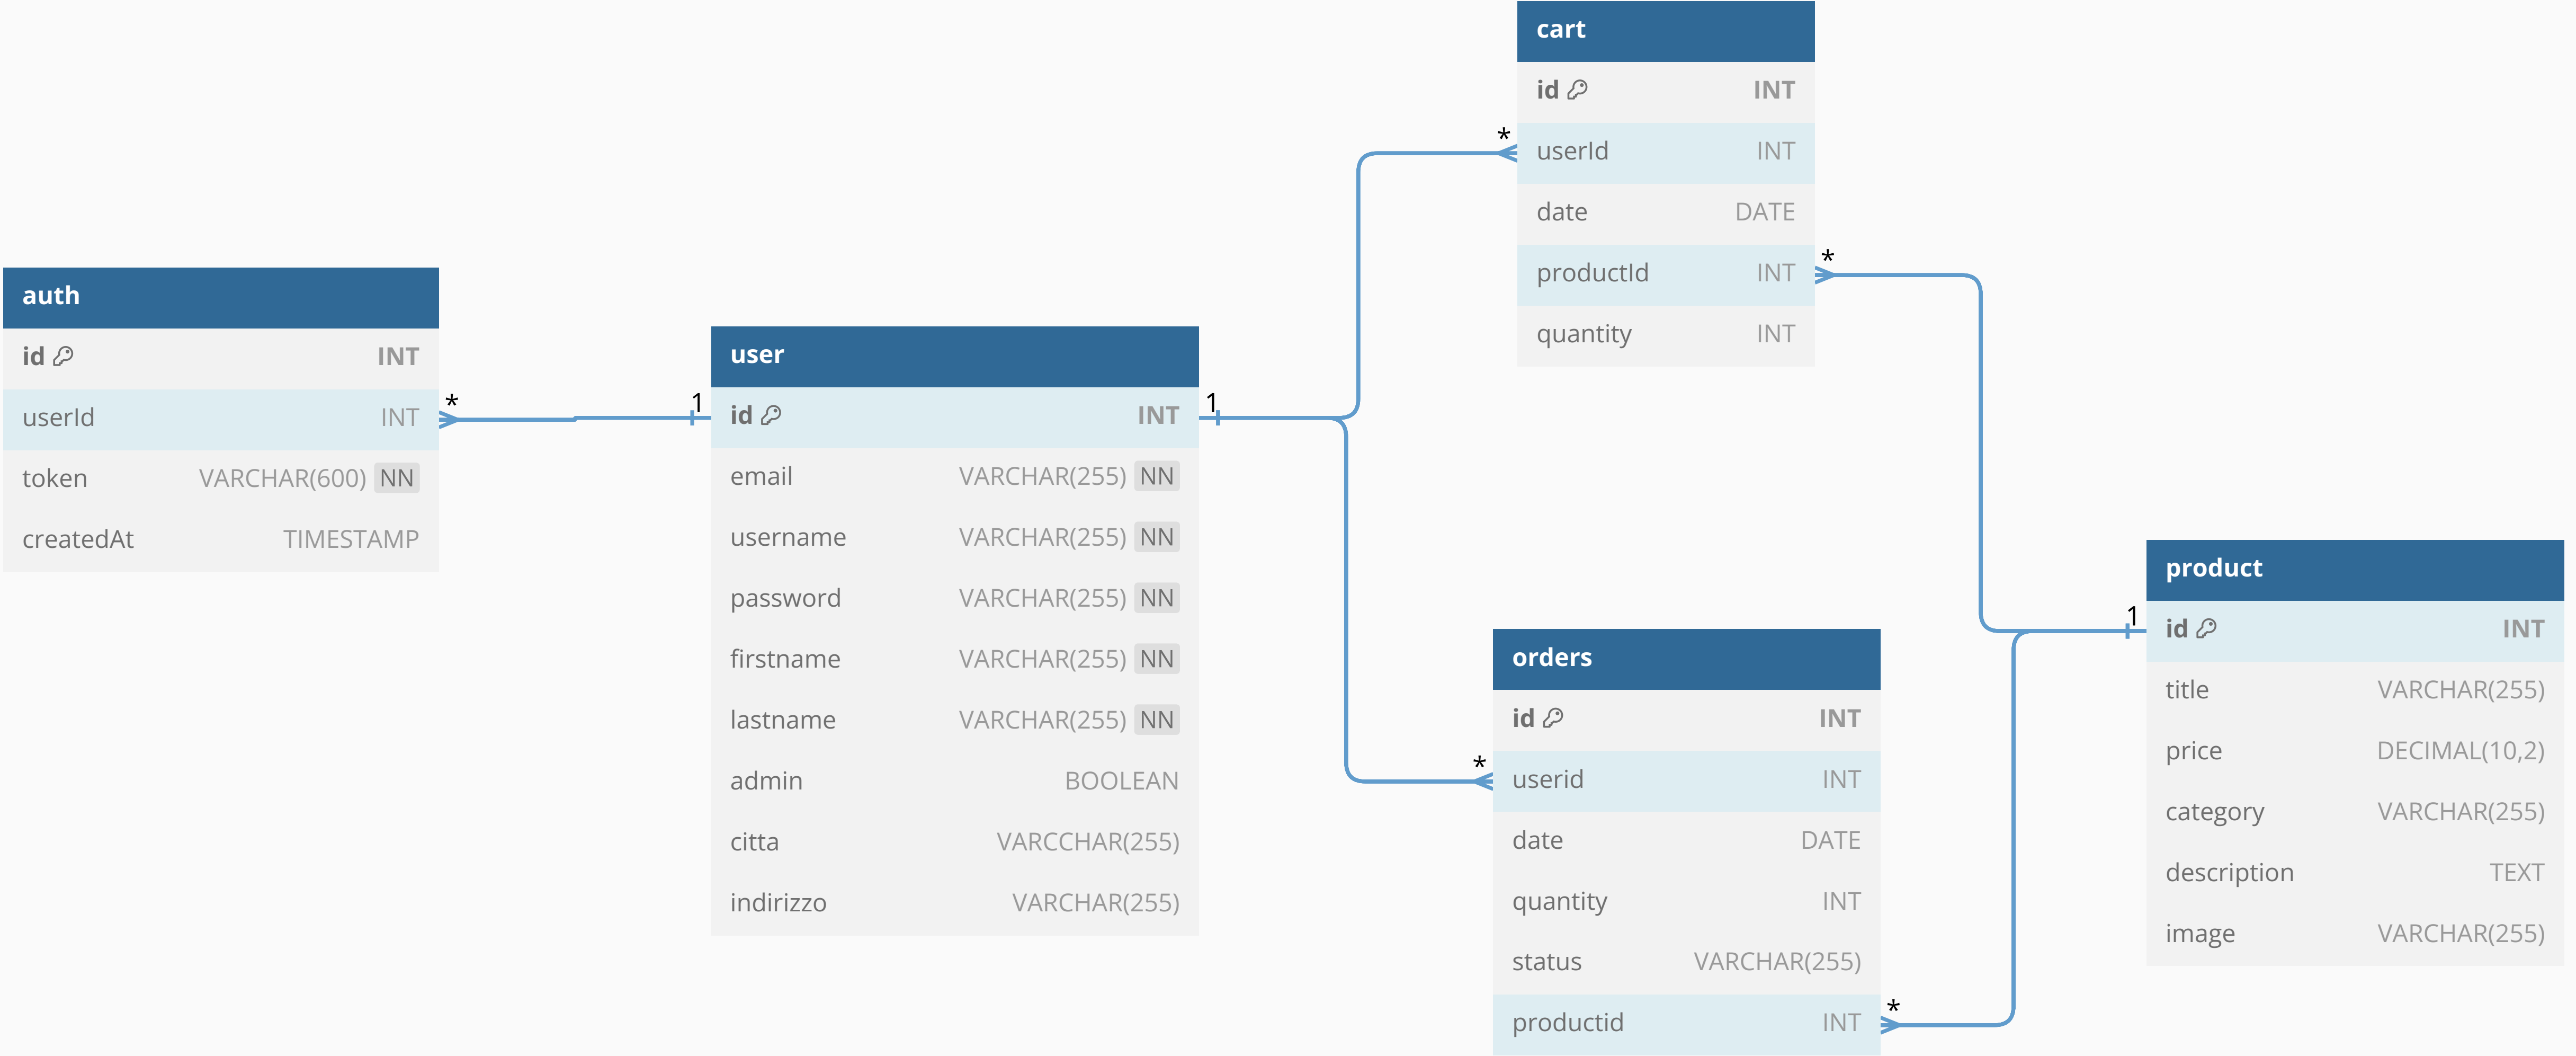 auth
id INT
userId INT
token VARCHAR(600) NN
createdAt TIMESTAMP
*
1
user
id INT
email VARCHAR(255) NN
username VARCHAR(255) NN
password VARCHAR(255) NN
firstname VARCHAR(255) NN
lastname VARCHAR(255) NN
admin BOOLEAN
citta VARCCHAR(255)
indirizzo VARCHAR(255)
1
*
cart
id INT
userId INT
date DATE
productId INT
quantity INT
*
*
orders
id INT
userid INT
date DATE
quantity INT
status VARCHAR(255)
productid INT
*
1
product
id INT
title VARCHAR(255)
price DECIMAL(10,2)
category VARCHAR(255)
description TEXT
image VARCHAR(255)